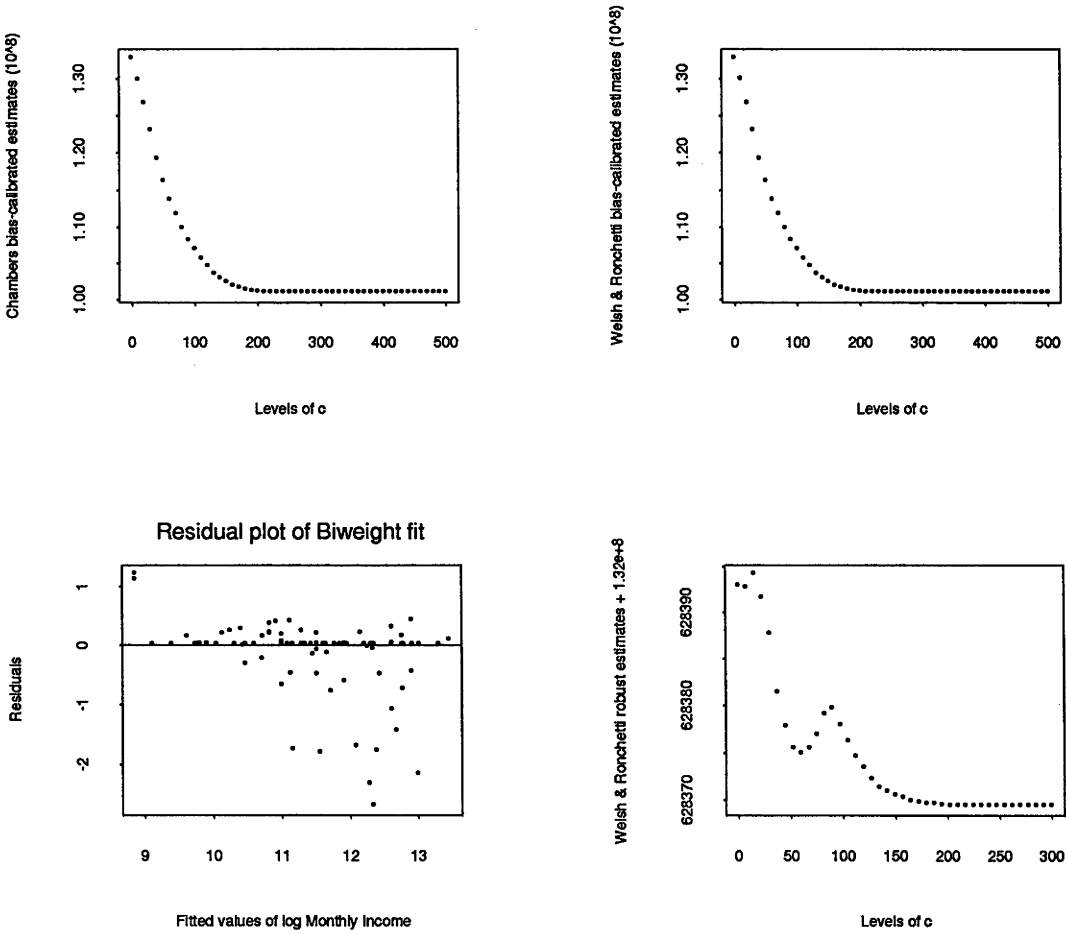 Chambers bias-calibrated estimates (10^8)
1.30
1.20
1.10
1.00
0 100 200 300 400 500
Levels of c
Welsh & Ronchetti bias-calibrated estimates (10^8)
1.30
1.20
1.10
1.00
0 100 200 300 400 500
Levels of c
Residual plot of Biweight fit
Residuals
1
0
-1
-2
9 10 11 12 13
Fitted values of log Monthly Income
Welsh & Ronchetti robust estimates + 1.32e+8
628390
628380
628370
0 50 100 150 200 250 300
Levels of c